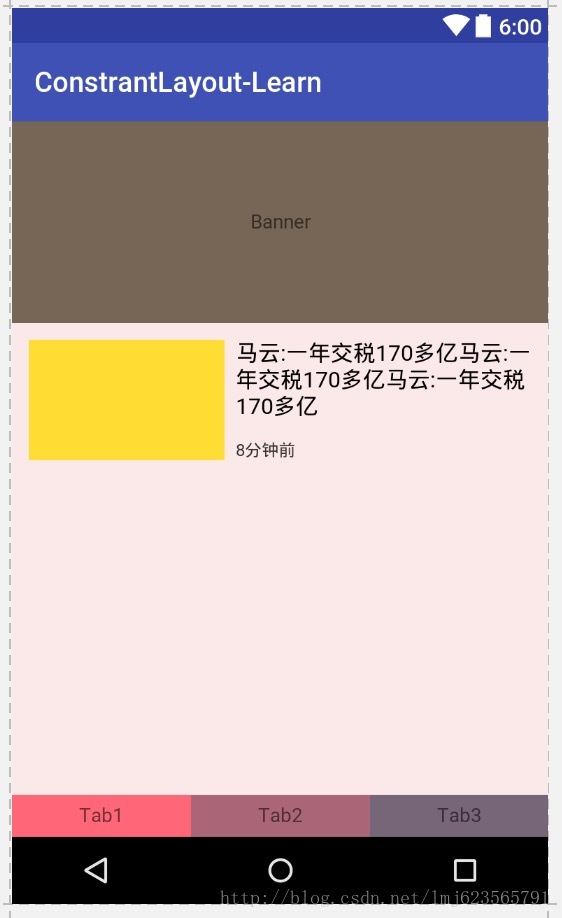 6:00
ConstrantLayout-Learn
Banner
马云:一年交税170多亿马云:一
年交税170多亿马云:一年交税
170多亿
8分钟前
Tab1 Tab2 Tab3
http://blog.csdn.net/lmj623565791